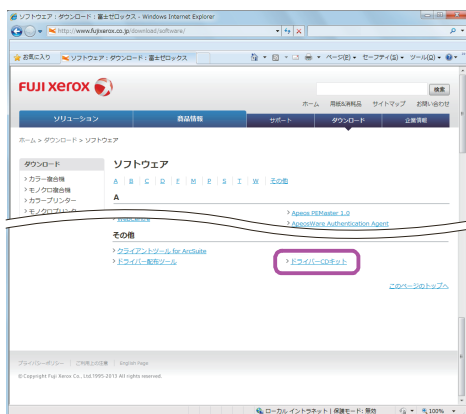 ソフトウェア : ダウンロード : 富士ゼロックス - Windows Internet Explorer
http://www.fujixerox.co.jp/download/software/
お気に入り ソフトウェア : ダウンロード : 富士ゼロックス ページ(P) セーフティ(S) ツール(O)
FUJI XEROX
検索
ホーム 用紙&消耗品 サイトマップ お問い合わせ
ソリューション 商品情報 サポート ダウンロード 企業情報
ホーム > ダウンロード > ソフトウェア
ダウンロード
> カラー複合機
> モノクロ複合機
> カラープリンター
> モノクロプリンター
ソフトウェア
A B C D F M P S T W その他
A
> Apeos PEMaster 1.0
> ApeosWare Authentication Agent
その他
> クライアントツール for ArcSuite
> ドライバー配布ツール
> ドライバーCDキット
このページのトップへ
プライバシーポリシー ご利用上の注意 English Page
© Copyright Fuji Xerox Co., Ltd.1995-2013 All rights reserved.
ローカル イントラネット | 保護モード: 無効 100%